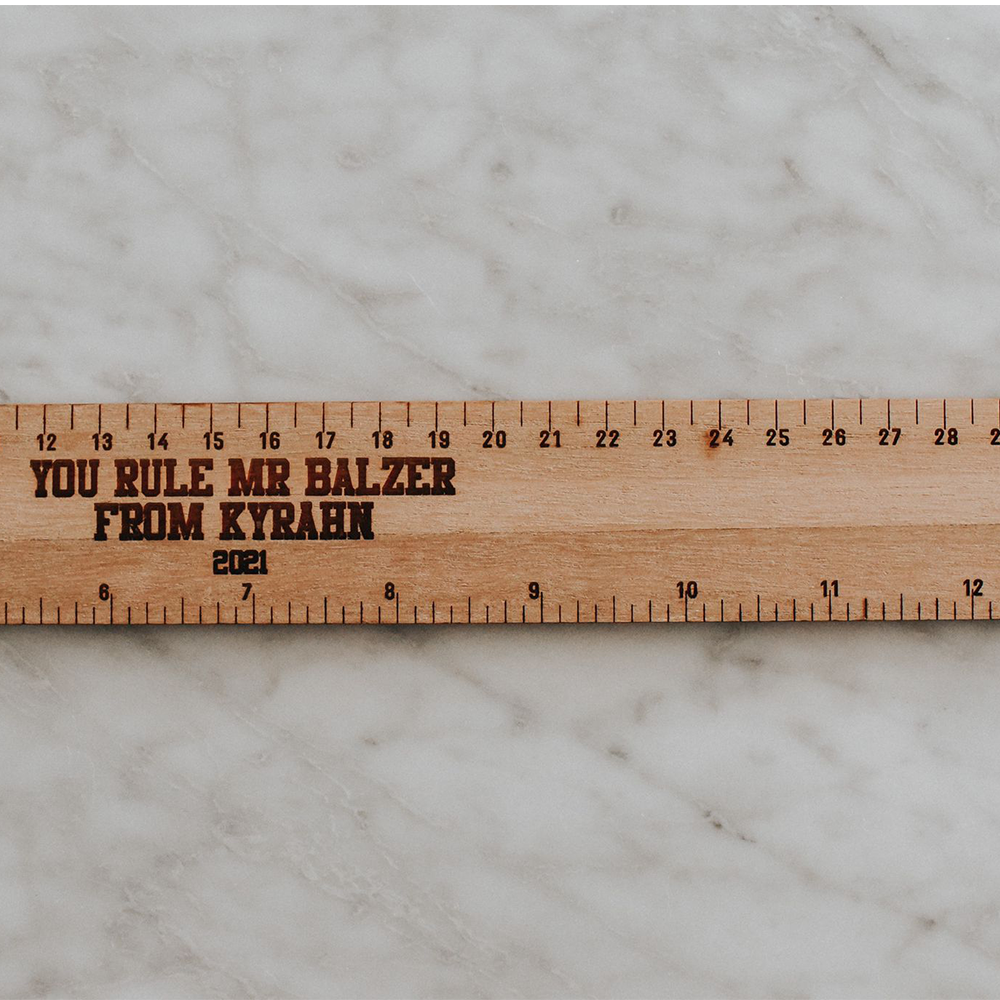 12 13 14 15 16 17 18 19 20 21 22 23 24 25 26 27 28
YOU RULE MR BALZER
FROM KYRAHN
2021
6 7 8 9 10 11 12